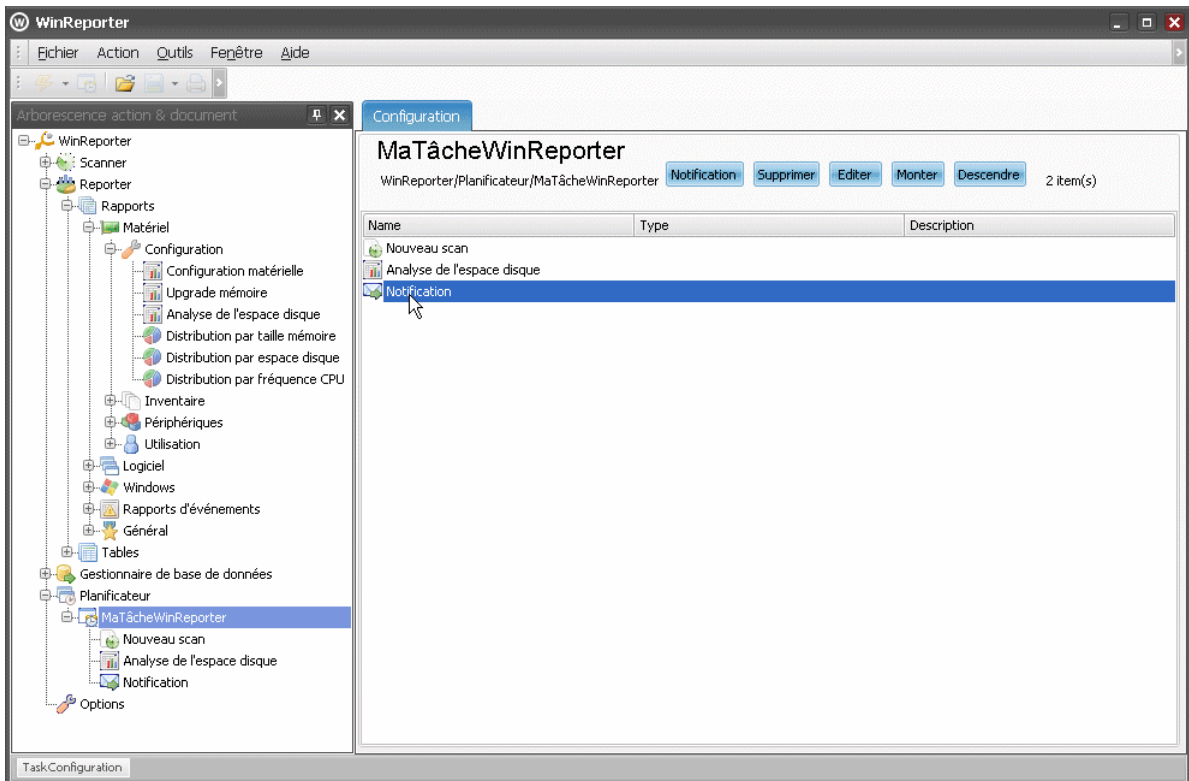 WinReporter
Fichier Action Outils Fenêtre Aide
Arborescence action & document
WinReporter
Scanner
Reporter
Rapports
Matériel
Configuration
Configuration matérielle
Upgrade mémoire
Analyse de l'espace disque
Distribution par taille mémoire
Distribution par espace disque
Distribution par fréquence CPU
Inventaire
Périphériques
Utilisation
Logiciel
Windows
Rapports d'événements
Général
Tables
Gestionnaire de base de données
Planificateur
MaTâcheWinReporter
Nouveau scan
Analyse de l'espace disque
Notification
Options
Configuration
MaTâcheWinReporter
WinReporter/Planificateur/MaTâcheWinReporter Notification Supprimer Editer Monter Descendre 2 item(s)
Name Type Description
Nouveau scan
Analyse de l'espace disque
Notification
TaskConfiguration